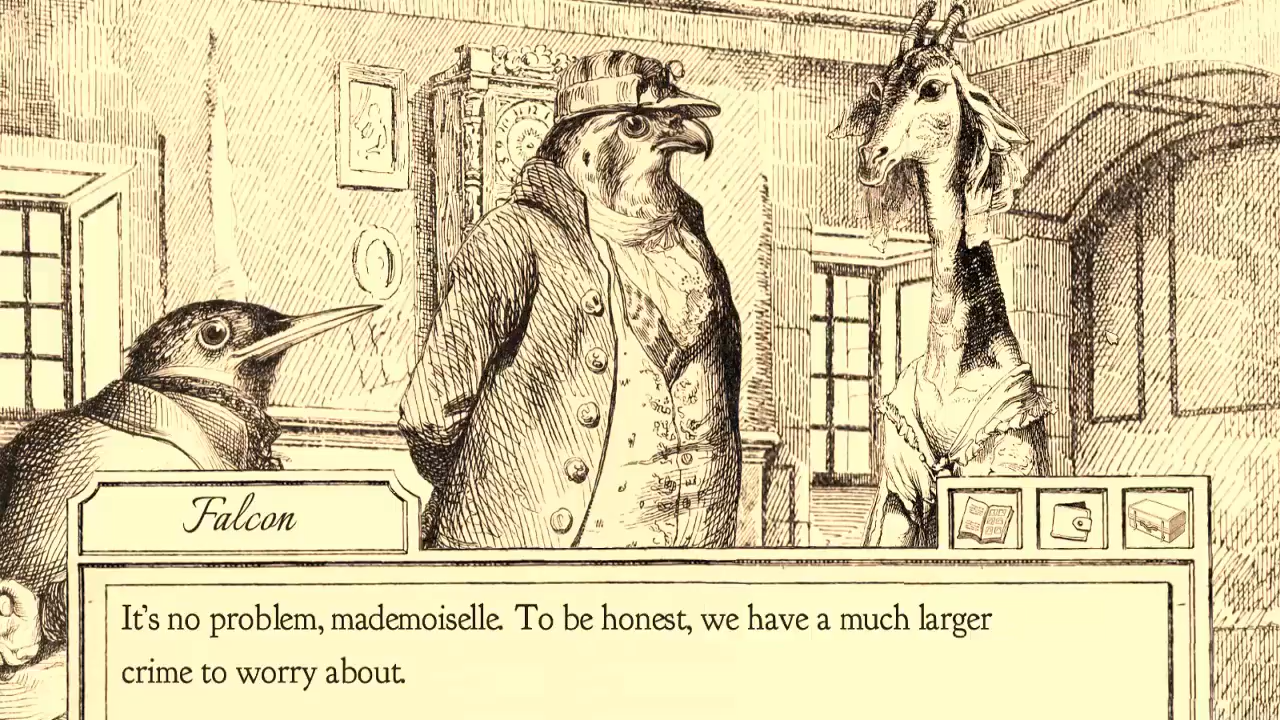 Falcon
It's no problem, mademoiselle. To be honest, we have a much larger
crime to worry about.